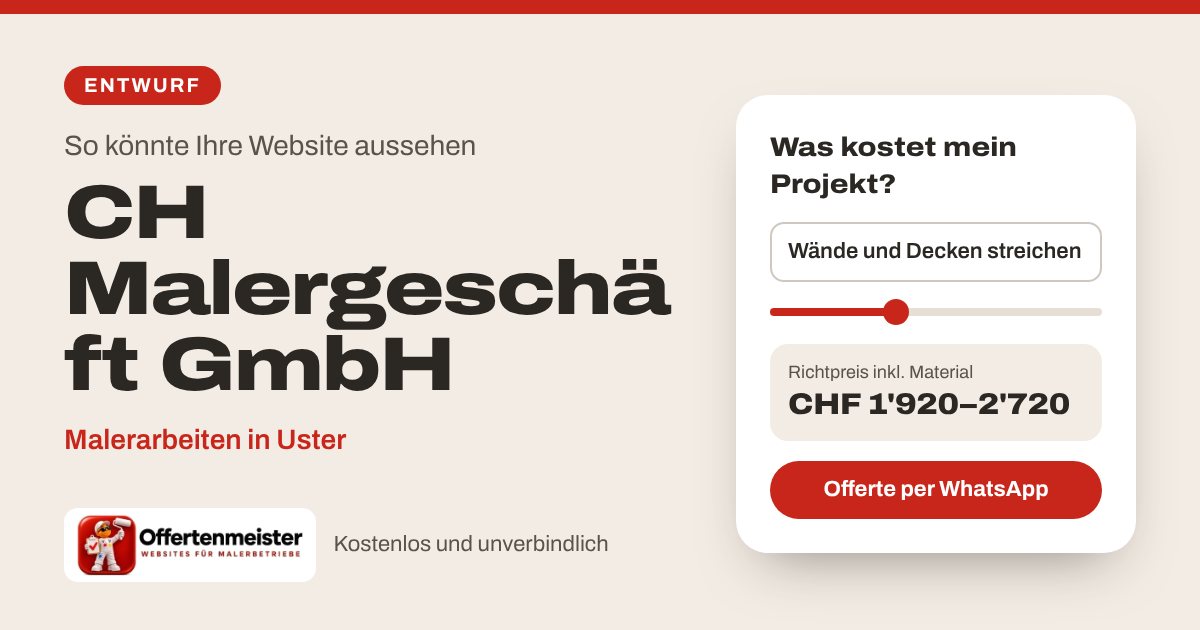 ENTWURF
So könnte Ihre Website aussehen
CH
Malergeschä
ft GmbH
Malerarbeiten in Uster
Offertenmeister
WEBSITES FÜR MALERBETRIEBE
Kostenlos und unverbindlich
Was kostet mein
Projekt?
Wände und Decken streichen
Richtpreis inkl. Material
CHF 1'920–2'720
Offerte per WhatsApp